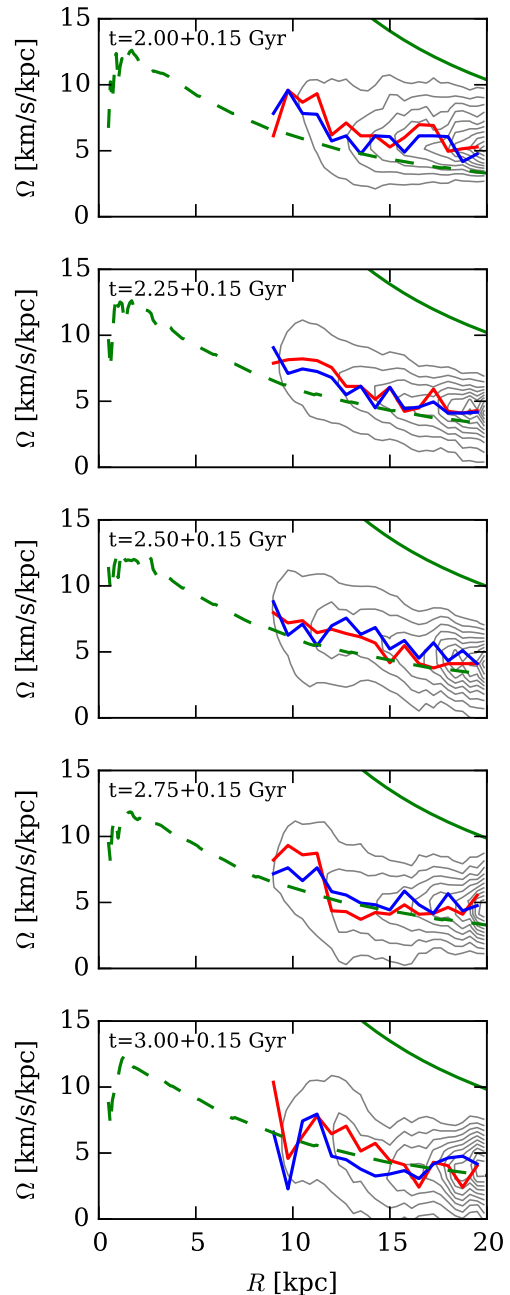 t=2.00+0.15 Gyr
15
10
5
0
Ω [km/s/kpc]
t=2.25+0.15 Gyr
15
10
5
0
Ω [km/s/kpc]
t=2.50+0.15 Gyr
15
10
5
0
Ω [km/s/kpc]
t=2.75+0.15 Gyr
15
10
5
0
Ω [km/s/kpc]
t=3.00+0.15 Gyr
15
10
5
0
Ω [km/s/kpc]
0 5 10 15 20
R [kpc]